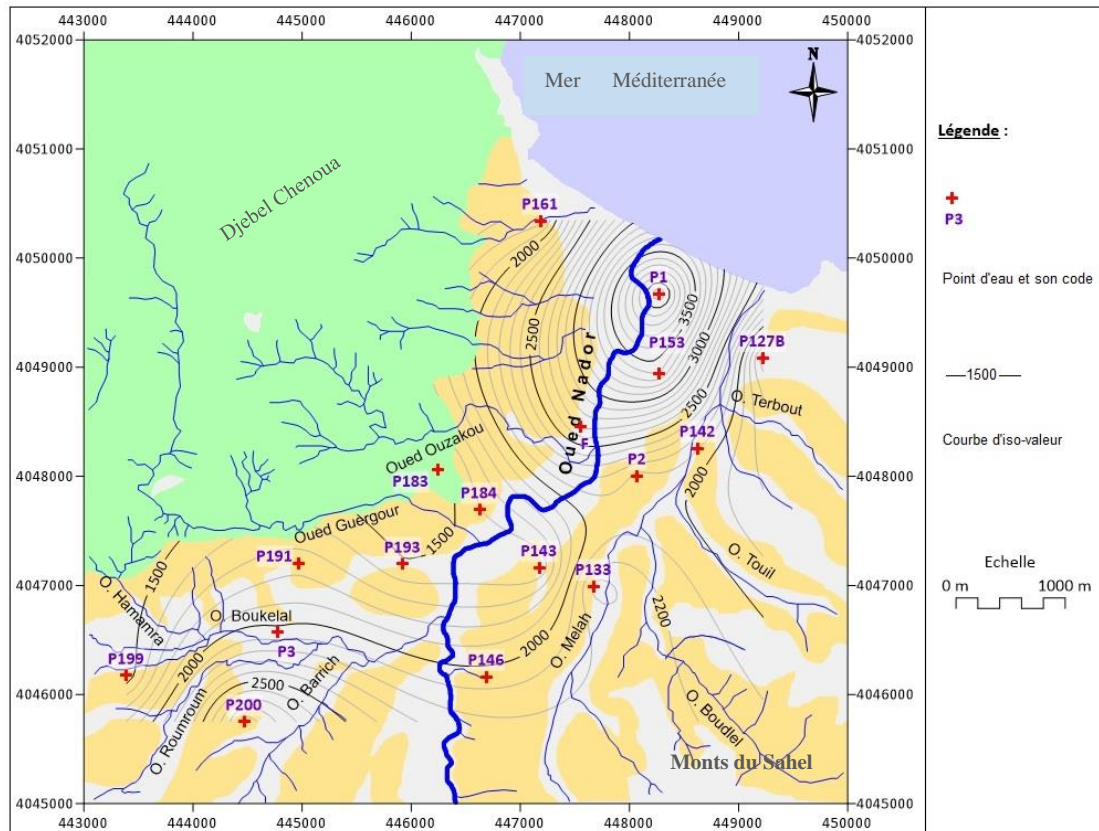 443000 444000 445000 446000 447000 448000 449000 450000
4052000 4052000
Mer Méditerranée
N
4051000 4051000
Djebel Chenoua
P161
2000
4050000 4050000
P1
3500
2500
P153
3000
P127B
4049000 4049000
Oued Nador
2500
O. Terbout
F
P142
Oued Ouzakou
P2
4048000 4048000
P183
P184
2000
Oued Guèrgour
1500
P191
P193
P143
O. Touil
4047000 4047000
1500
P133
O. Hamamra
2200
O. Boukelal
P3
O. Melah
2000
P199
2000
P146
4046000 4046000
2500
O. Barrich
P200
O. Roumroum
O. Boudlel
Monts du Sahel
4045000 4045000
443000 444000 445000 446000 447000 448000 449000 450000
Légende :
P3
Point d'eau et son code
1500
Courbe d'iso-valeur
Echelle
0 m 1000 m